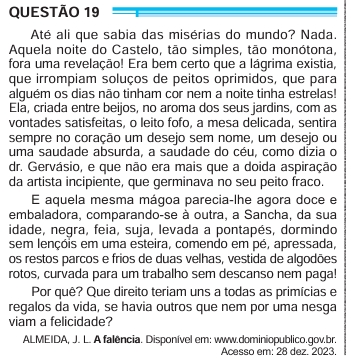 QUESTÃO 19
Até ali que sabia das misérias do mundo? Nada.
Aquela noite do Castelo, tão simples, tão monótona,
fora uma revelação! Era bem certo que a lágrima existia,
que irrompiam soluços de peitos oprimidos, que para
alguém os dias não tinham cor nem a noite tinha estrelas!
Ela, criada entre beijos, no aroma dos seus jardins, com as
vontades satisfeitas, o leito fofo, a mesa delicada, sentira
sempre no coração um desejo sem nome, um desejo ou
uma saudade absurda, a saudade do céu, como dizia o
dr. Gervásio, e que não era mais que a doida aspiração
da artista incipiente, que germinava no seu peito fraco.
E aquela mesma mágoa parecia-lhe agora doce e
embaladora, comparando-se à outra, a Sancha, da sua
idade, negra, feia, suja, levada a pontapés, dormindo
sem lençóis em uma esteira, comendo em pé, apressada,
os restos parcos e frios de duas velhas, vestida de algodões
rotos, curvada para um trabalho sem descanso nem paga!
Por quê? Que direito teriam uns a todas as primícias e
regalos da vida, se havia outros que nem por uma nesga
viam a felicidade?
ALMEIDA, J. L. A falência. Disponível em: www.dominiopublico.gov.br.
Acesso em: 28 dez. 2023.